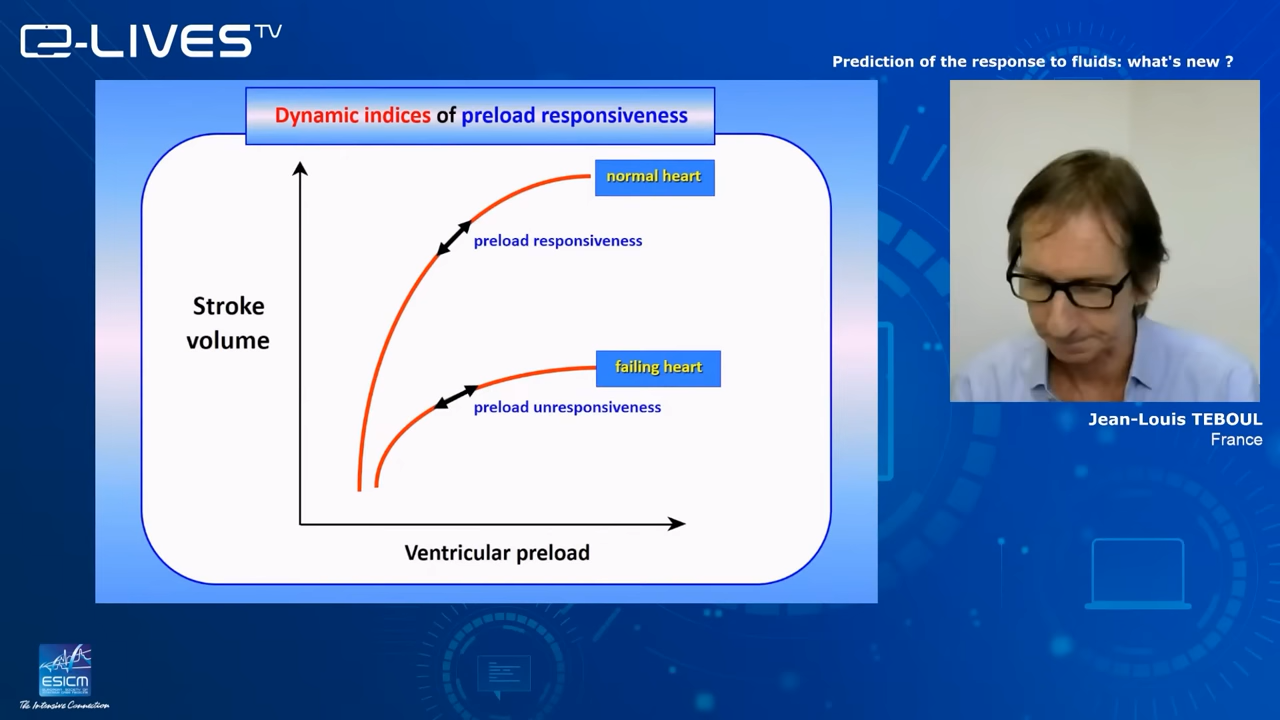 e-LIVES TV
Prediction of the response to fluids: what's new ?
Dynamic indices of preload responsiveness
normal heart
preload responsiveness
Stroke
volume
failing heart
preload unresponsiveness
Ventricular preload
Jean-Louis TEBOUL
France
ESICM
The Intensive Connection